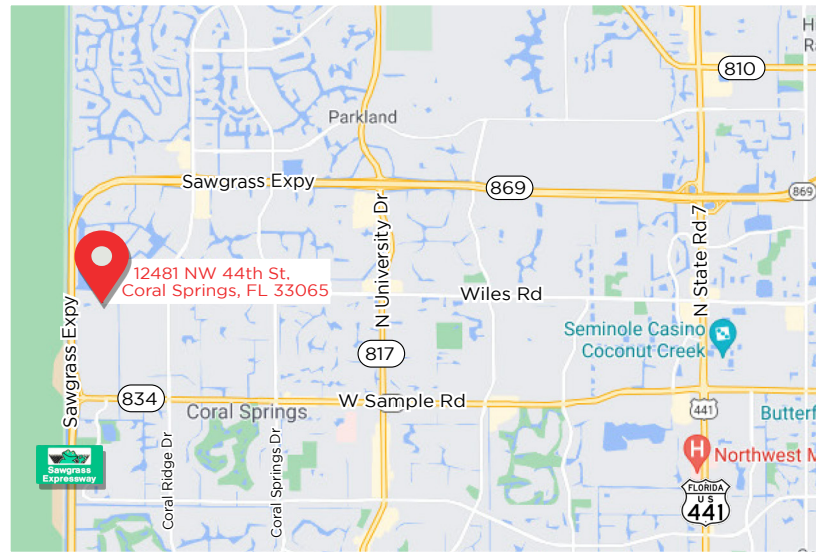 H
Ra
810
Parkland
Sawgrass Expy
869
869
N University Dr
N State Rd 7
12481 NW 44th St.
Coral Springs, FL 33065
Wiles Rd
Sawgrass Expy
Seminole Casino
Coconut Creek
817
834
W Sample Rd
Coral Springs
441
Butterf
Coral Ridge Dr
Coral Springs Dr
H
Northwest M
Sawgrass
Expressway
FLORIDA
US
441